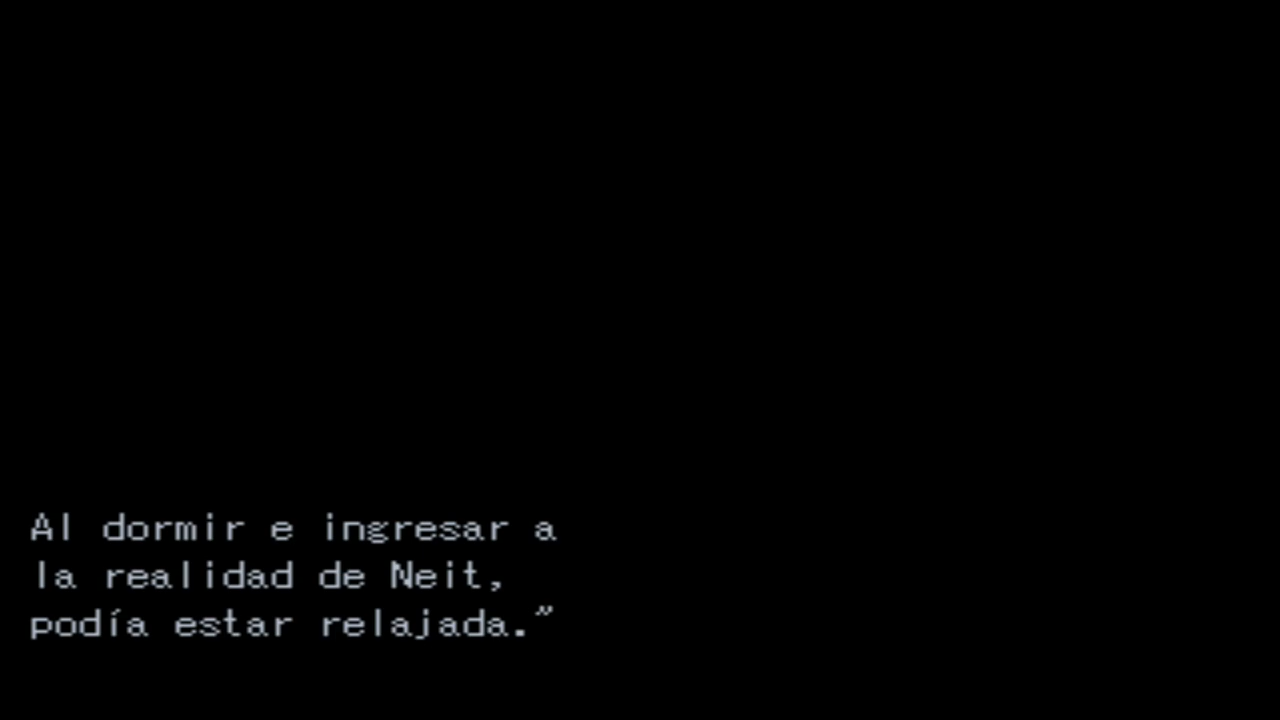 Al dormir e ingresar a
la realidad de Neit,
podía estar relajada.”